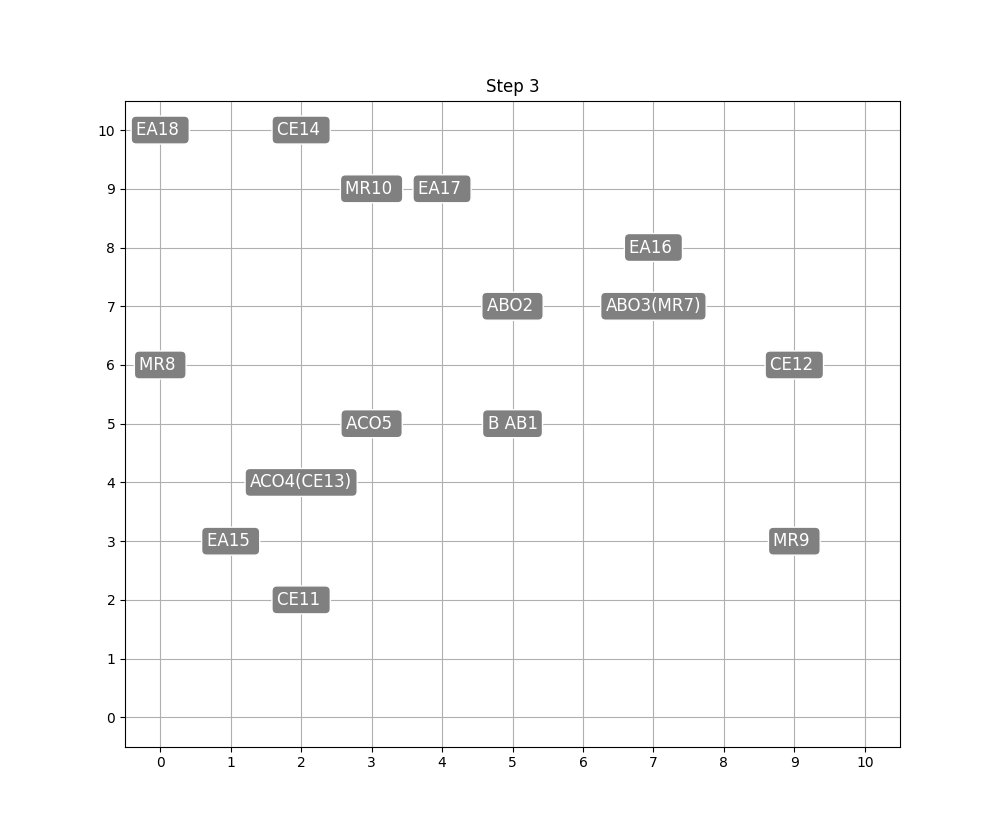 Step 3
10 EA18 CE14
9 MR10 EA17
8 EA16
7 ABO2 ABO3(MR7)
6 MR8 CE12
5 ACO5 B AB1
4 ACO4(CE13)
3 EA15 MR9
2 CE11
1
0
0 1 2 3 4 5 6 7 8 9 10